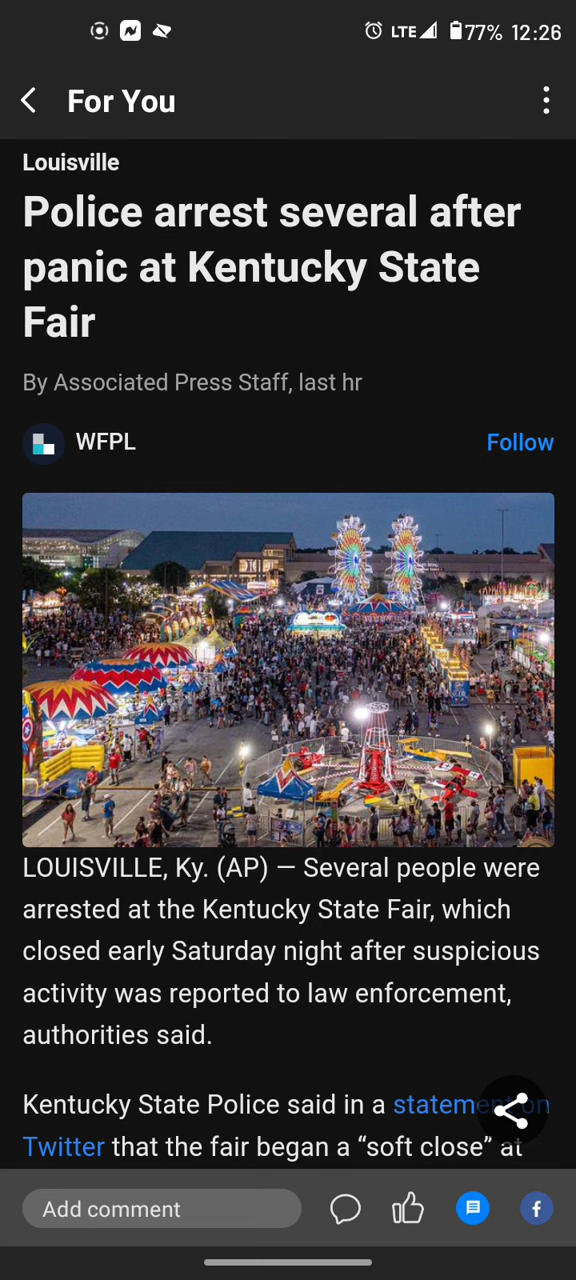 LTE 77% 12:26
For You
Louisville
Police arrest several after
panic at Kentucky State
Fair
By Associated Press Staff, last hr
WFPL
Follow
LOUISVILLE, Ky. (AP) — Several people were
arrested at the Kentucky State Fair, which
closed early Saturday night after suspicious
activity was reported to law enforcement,
authorities said.
Kentucky State Police said in a statement on
Twitter that the fair began a “soft close” at
Add comment